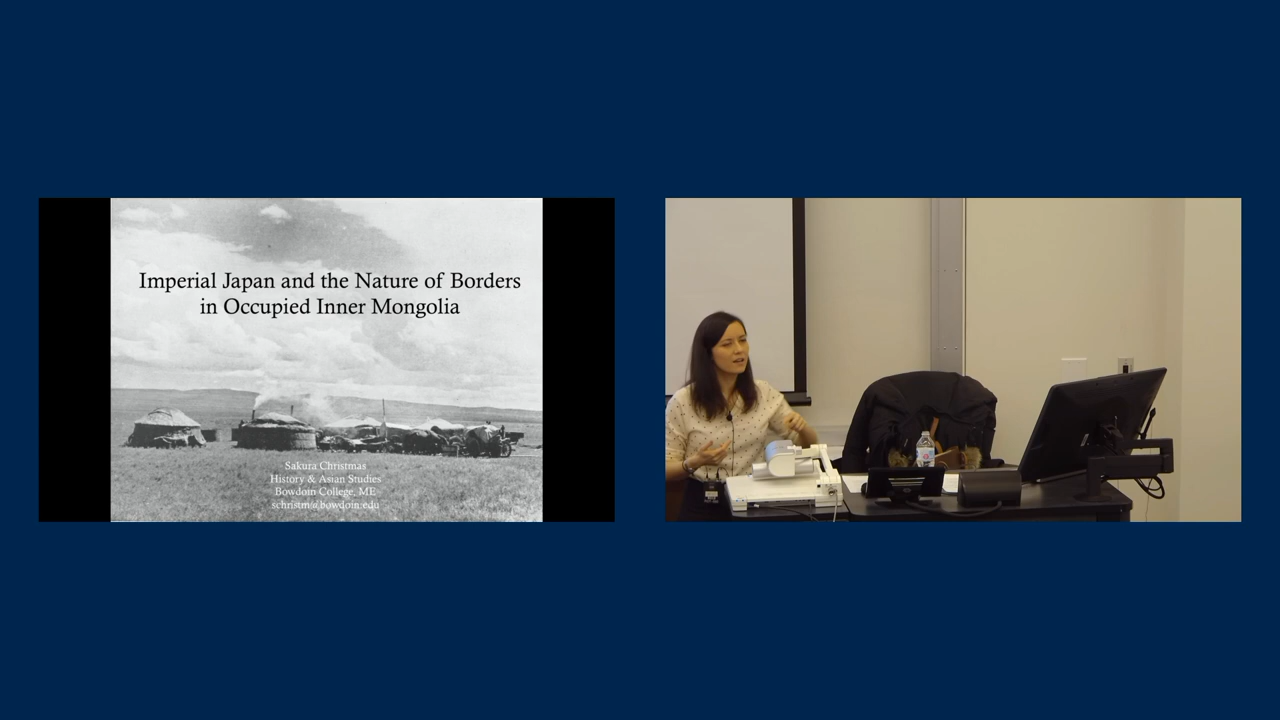 Imperial Japan and the Nature of Borders
in Occupied Inner Mongolia
Sakura Christmas
History & Asian Studies
Bowdoin College, ME
schristm@bowdoin.edu